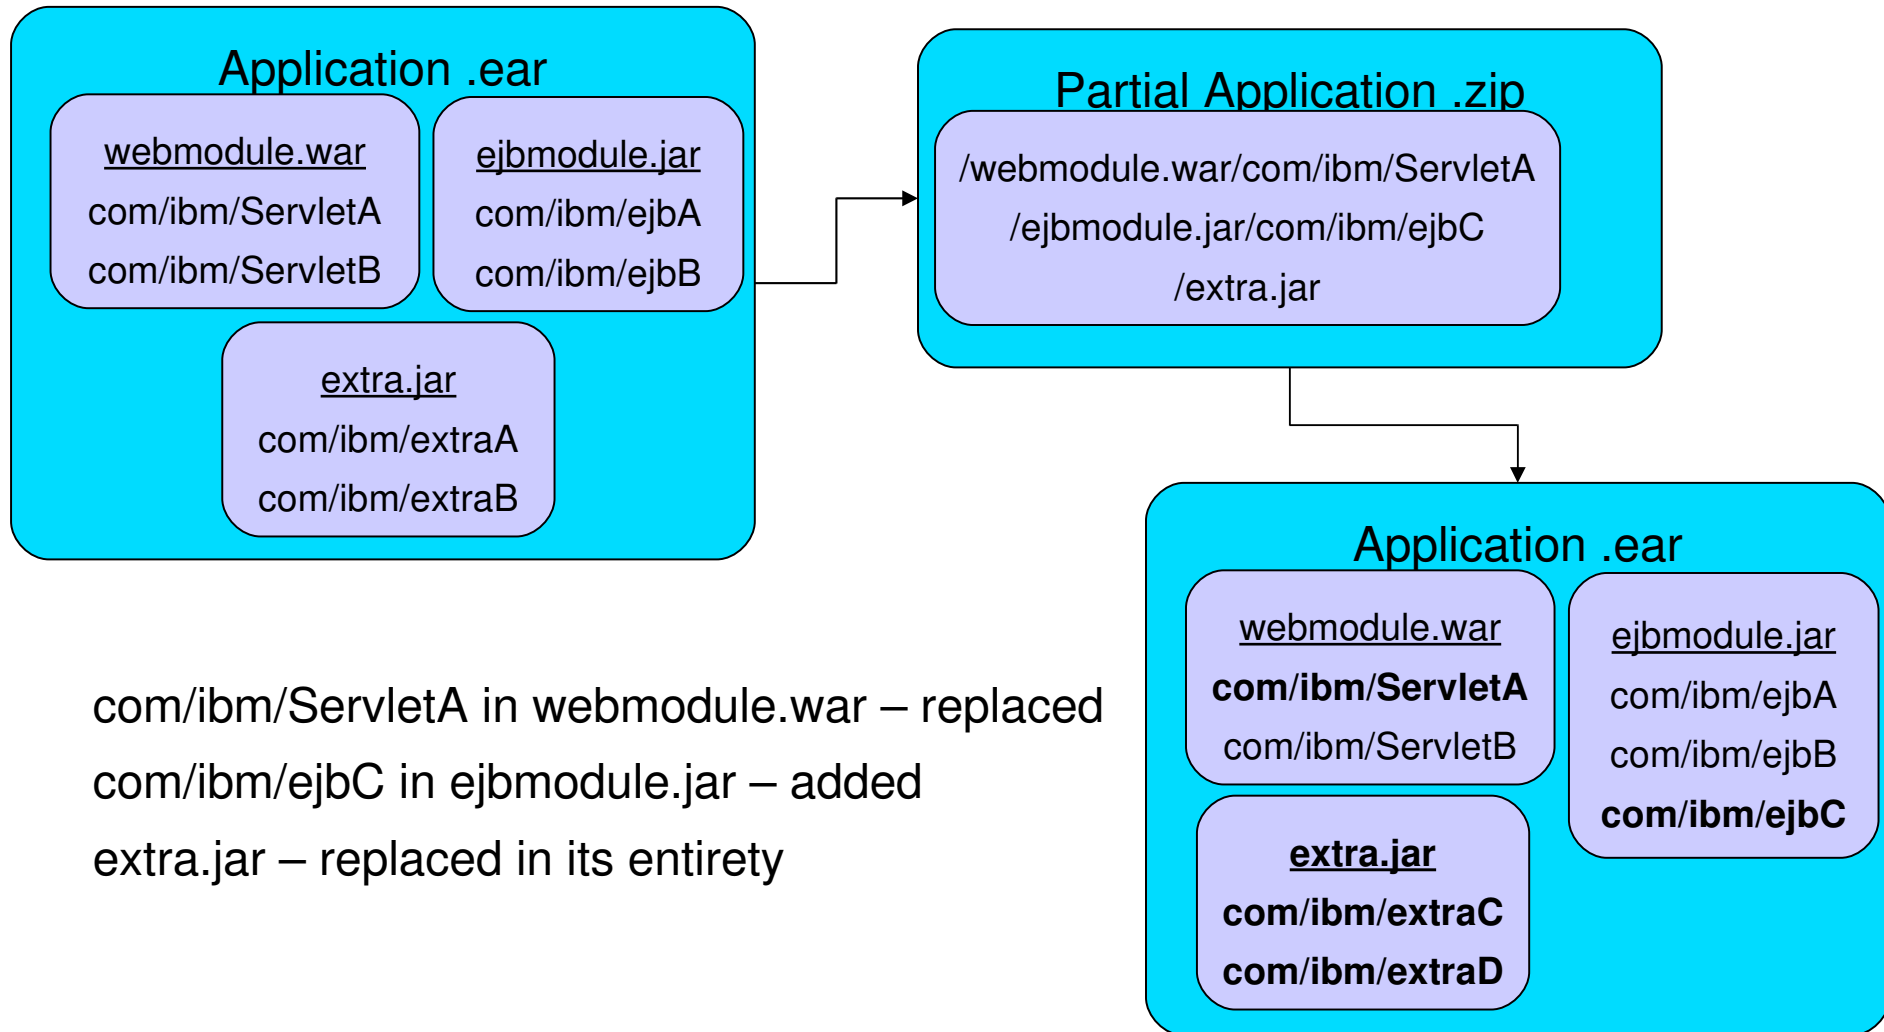 Application .ear
webmodule.war
com/ibm/ServletA
com/ibm/ServletB
ejbmodule.jar
com/ibm/ejbA
com/ibm/ejbB
extra.jar
com/ibm/extraA
com/ibm/extraB
Partial Application .zip
/webmodule.war/com/ibm/ServletA
/ejbmodule.jar/com/ibm/ejbC
/extra.jar
Application .ear
webmodule.war
com/ibm/ServletA
com/ibm/ServletB
ejbmodule.jar
com/ibm/ejbA
com/ibm/ejbB
com/ibm/ejbC
extra.jar
com/ibm/extraC
com/ibm/extraD
com/ibm/ServletA in webmodule.war – replaced
com/ibm/ejbC in ejbmodule.jar – added
extra.jar – replaced in its entirety